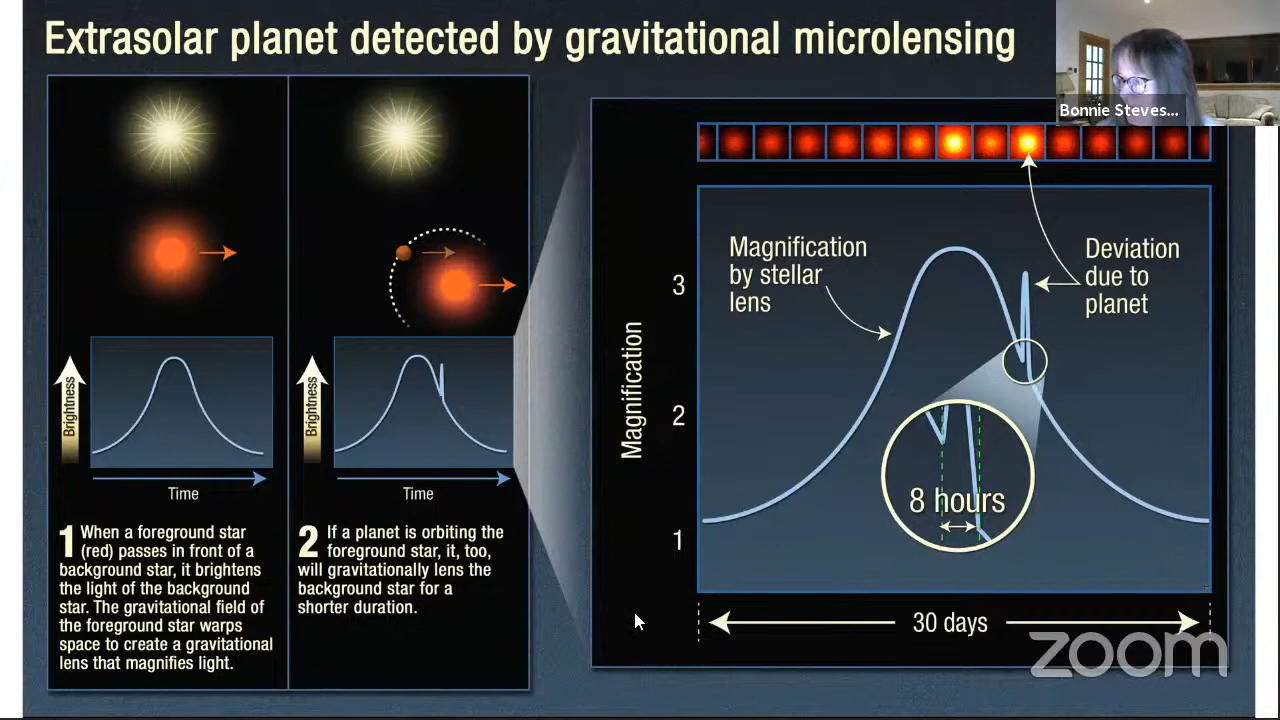 Extrasolar planet detected by gravitational microlensing
Bonnie Steves...
Brightness
Time
1 When a foreground star
(red) passes in front of a
background star, it brightens
the light of the background
star. The gravitational field of
the foreground star warps
space to create a gravitational
lens that magnifies light.
Brightness
Time
2 If a planet is orbiting the
foreground star, it, too,
will gravitationally lens the
background star for a
shorter duration.
Magnification
3
2
1
Magnification
by stellar
lens
Deviation
due to
planet
8 hours
30 days
zoom